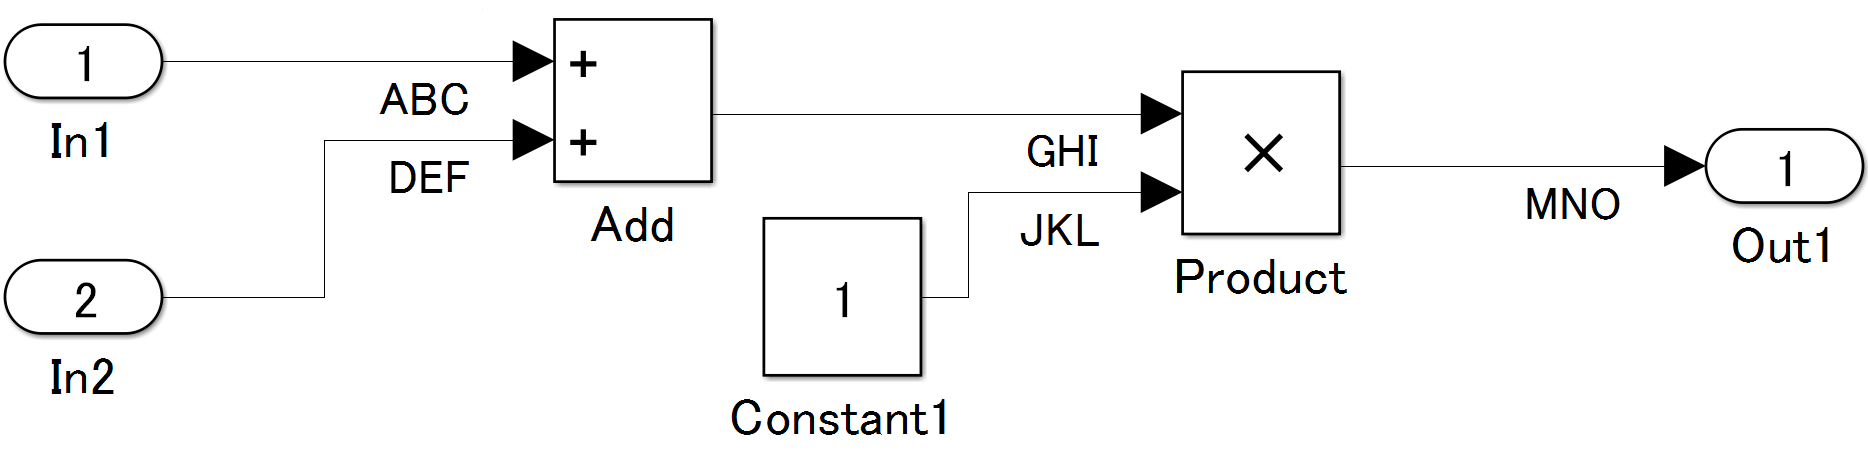 1
In1
ABC
+
+
DEF
Add
2
In2
GHI
JKL
1
Constant1
×
Product
MNO
1
Out1